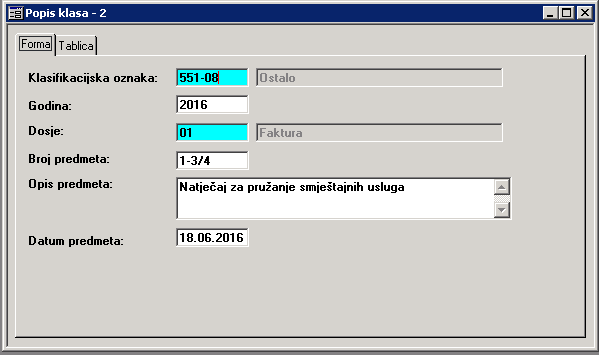 Popis klasa - 2
Forma Tablica
Klasifikacijska oznaka: 551-08 Ostalo
Godina: 2016
Dosje: 01 Faktura
Broj predmeta: 1-3/4
Opis predmeta: Natječaj za pružanje smještajnih usluga
Datum predmeta: 18.06.2016